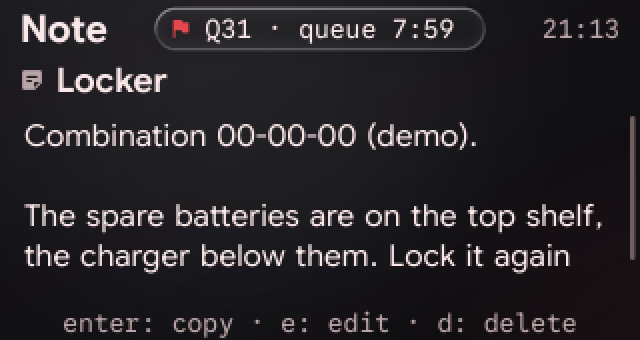 Note
Q31 · queue 7:59
21:13
Locker
Combination 00-00-00 (demo).
The spare batteries are on the top shelf,
the charger below them. Lock it again
enter: copy · e: edit · d: delete